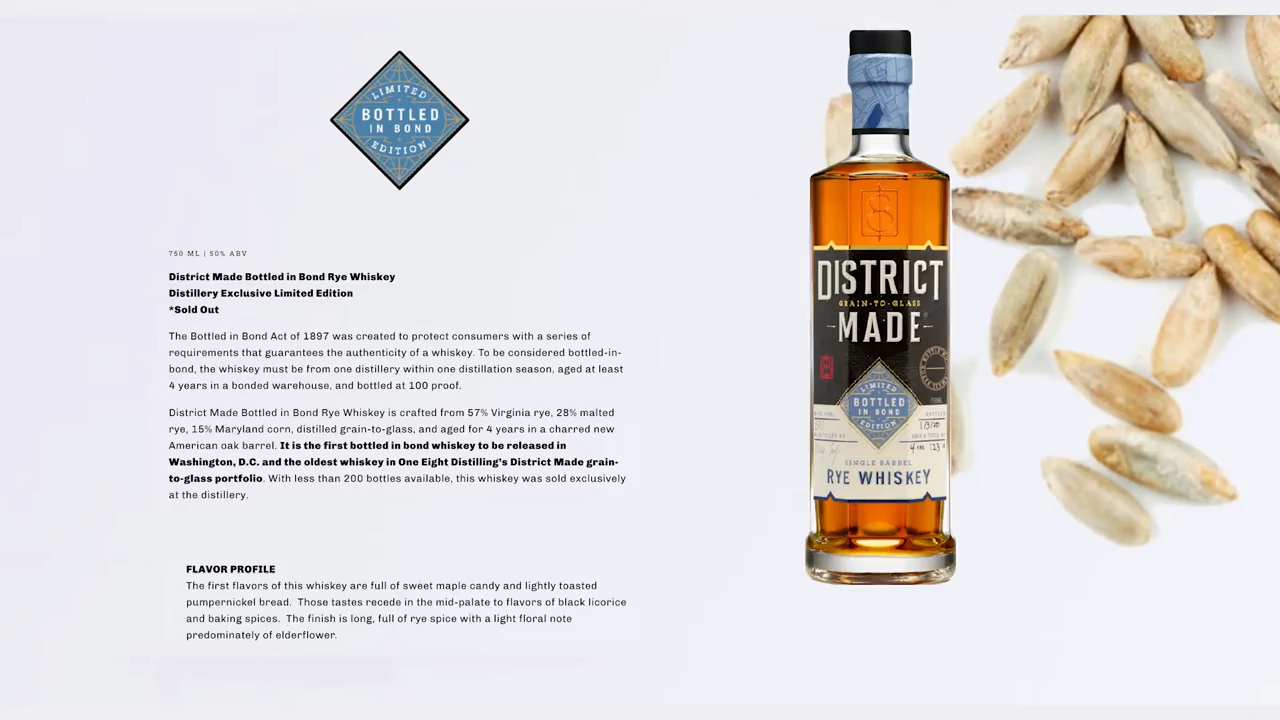 LIMITED
BOTTLED
IN BOND
EDITION
750 ML | 50% ABV
District Made Bottled in Bond Rye Whiskey
Distillery Exclusive Limited Edition
*Sold Out
The Bottled in Bond Act of 1897 was created to protect consumers with a series of
requirements that guarantees the authenticity of a whiskey. To be considered bottled-in-
bond, the whiskey must be from one distillery within one distillation season, aged at least
4 years in a bonded warehouse, and bottled at 100 proof.
District Made Bottled in Bond Rye Whiskey is crafted from 57% Virginia rye, 28% malted
rye, 15% Maryland corn, distilled grain-to-glass, and aged for 4 years in a charred new
American oak barrel. It is the first bottled in bond whiskey to be released in
Washington, D.C. and the oldest whiskey in One Eight Distilling's District Made grain-
to-glass portfolio. With less than 200 bottles available, this whiskey was sold exclusively
at the distillery.
FLAVOR PROFILE
The first flavors of this whiskey are full of sweet maple candy and lightly toasted
pumpernickel bread. Those tastes recede in the mid-palate to flavors of black licorice
and baking spices. The finish is long, full of rye spice with a light floral note
predominately of elderflower.
DISTRICT
GRAIN-TO-GLASS
MADE
LIMITED
BOTTLED
IN BOND
EDITION
SINGLE BARREL
RYE WHISKEY